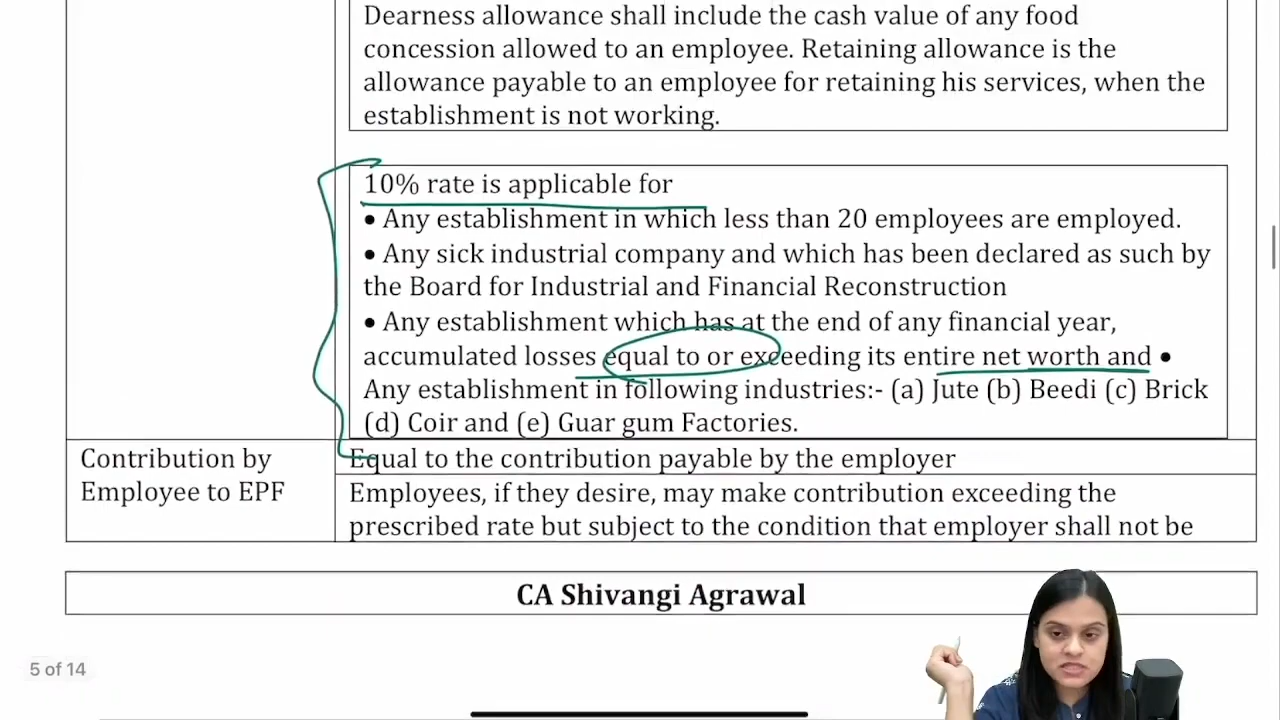 Dearness allowance shall include the cash value of any food
concession allowed to an employee. Retaining allowance is the
allowance payable to an employee for retaining his services, when the
establishment is not working.
10% rate is applicable for
• Any establishment in which less than 20 employees are employed.
• Any sick industrial company and which has been declared as such by
the Board for Industrial and Financial Reconstruction
• Any establishment which has at the end of any financial year,
accumulated losses equal to or exceeding its entire net worth and •
Any establishment in following industries:- (a) Jute (b) Beedi (c) Brick
(d) Coir and (e) Guar gum Factories.
Contribution by
Employee to EPF
Equal to the contribution payable by the employer
Employees, if they desire, may make contribution exceeding the
prescribed rate but subject to the condition that employer shall not be
CA Shivangi Agrawal
5 of 14